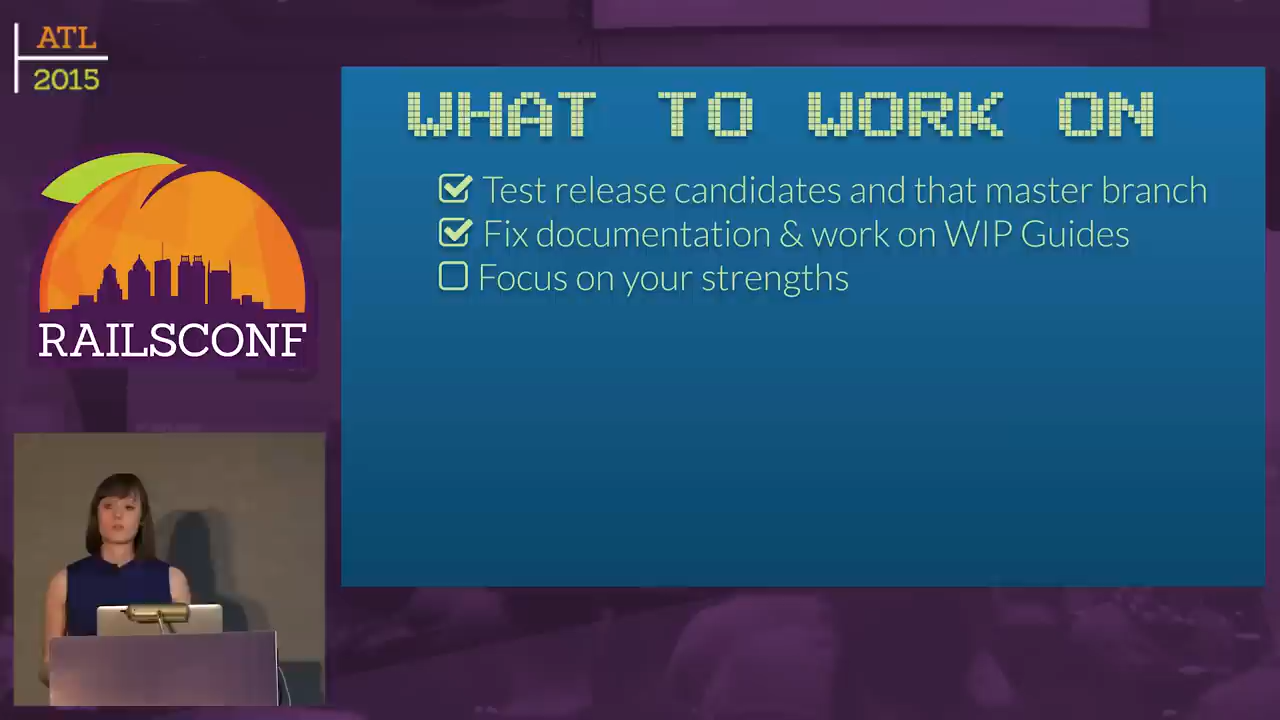 ATL
2015
RAILSCONF
WHAT TO WORK ON
Test release candidates and that master branch
Fix documentation & work on WIP Guides
Focus on your strengths